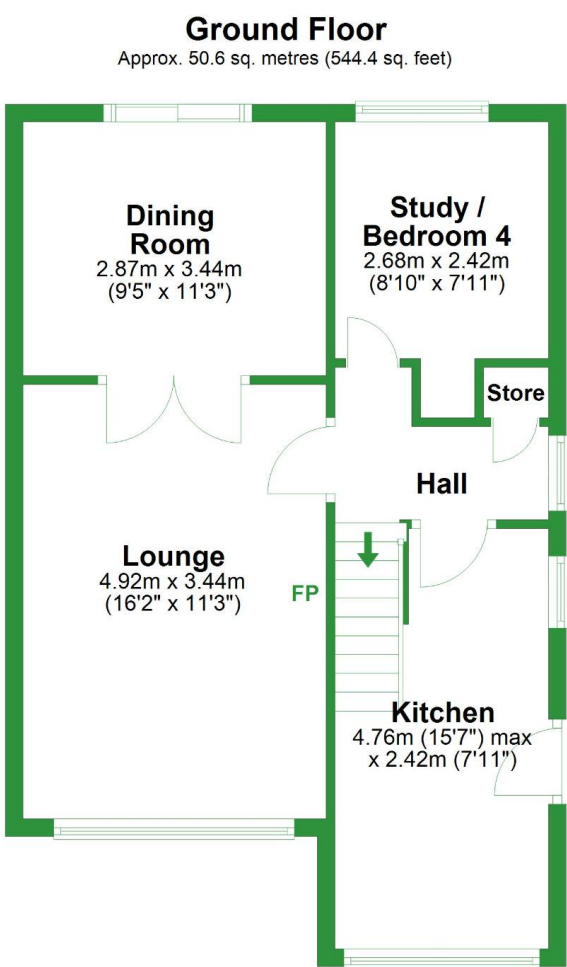 Ground Floor
Approx. 50.6 sq. metres (544.4 sq. feet)
Dining
Room
2.87m x 3.44m
(9'5" x 11'3")
Study /
Bedroom 4
2.68m x 2.42m
(8'10" x 7'11")
Store
Hall
Lounge
4.92m x 3.44m
(16'2" x 11'3")
FP
Kitchen
4.76m (15'7") max
x 2.42m (7'11")